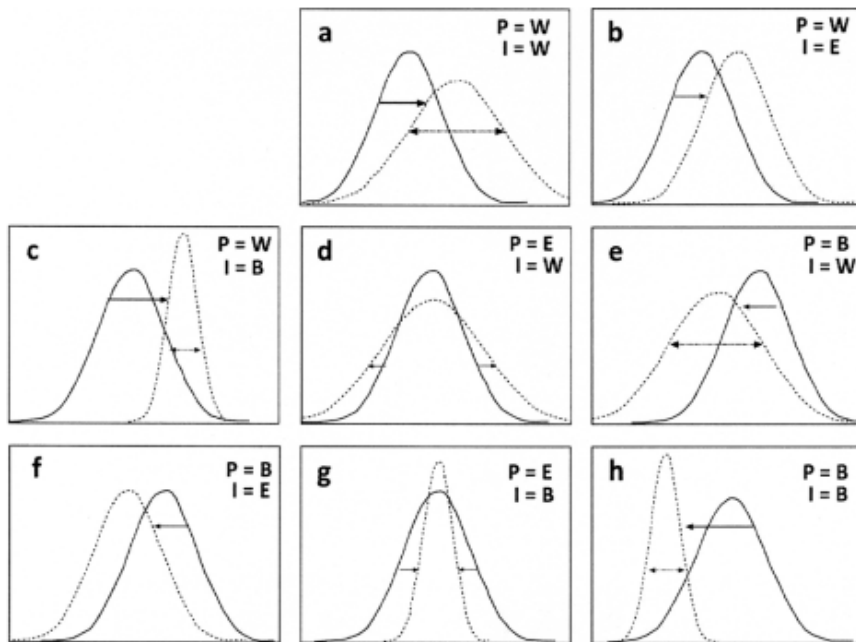 a
P = W
I = W
b
P = W
I = E
c
P = W
I = B
d
P = E
I = W
e
P = B
I = W
f
P = B
I = E
g
P = E
I = B
h
P = B
I = B